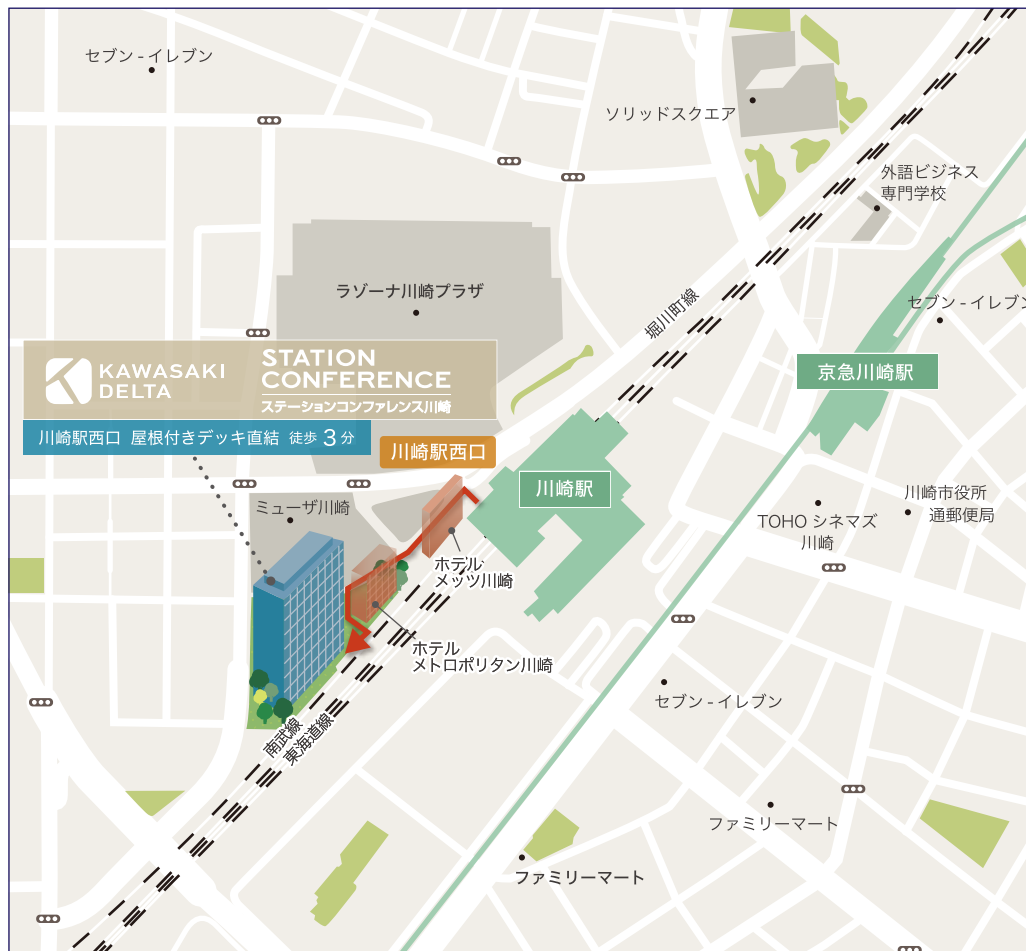 セブン-イレブン
ソリッドスクエア
外語ビジネス
専門学校
ラゾーナ川崎プラザ
堀川町線
セブン-イレブン
KAWASAKI
DELTA
STATION
CONFERENCE
ステーションコンファレンス川崎
京急川崎駅
川崎駅西口 屋根付きデッキ直結 徒歩 3 分
川崎駅西口
川崎駅
ミューザ川崎
川崎市役所
通郵便局
TOHO シネマズ
川崎
ホテル
メッツ川崎
ホテル
メトロポリタン川崎
セブン-イレブン
南武線
東海道線
ファミリーマート
ファミリーマート